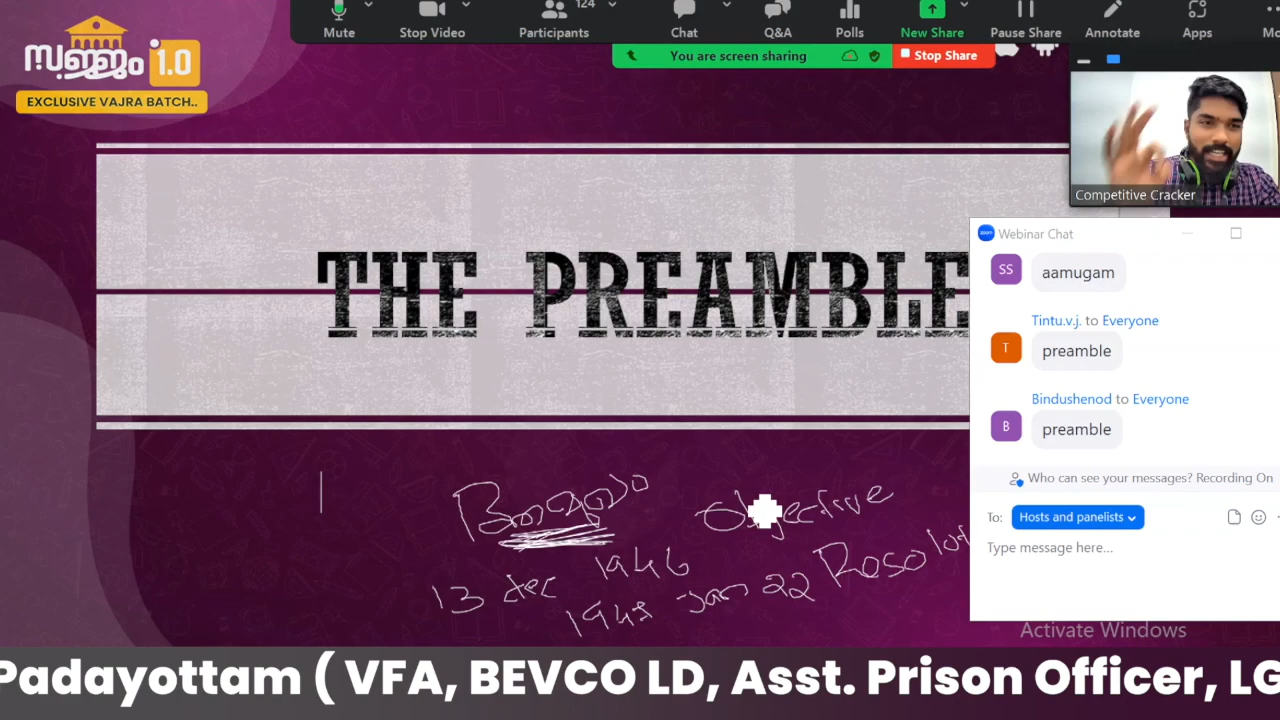 124
Mute
Stop Video
Participants
Chat
Q&A
Polls
New Share
Pause Share
Annotate
Apps
You are screen sharing
Stop Share
i.0
EXCLUSIVE VAJRA BATCH..
Competitive Cracker
THE PREAMBLE
Webinar Chat
SS
aamugam
Tintu.v.j. to Everyone
T
preamble
Bindushenod to Everyone
B
preamble
Who can see your messages? Recording On
To: Hosts and panelists
Type message here...
Objective
1946
13 dec
Jan 22
Activate Windows
Padayottam ( VFA, BEVCO LD, Asst. Prison Officer, LG